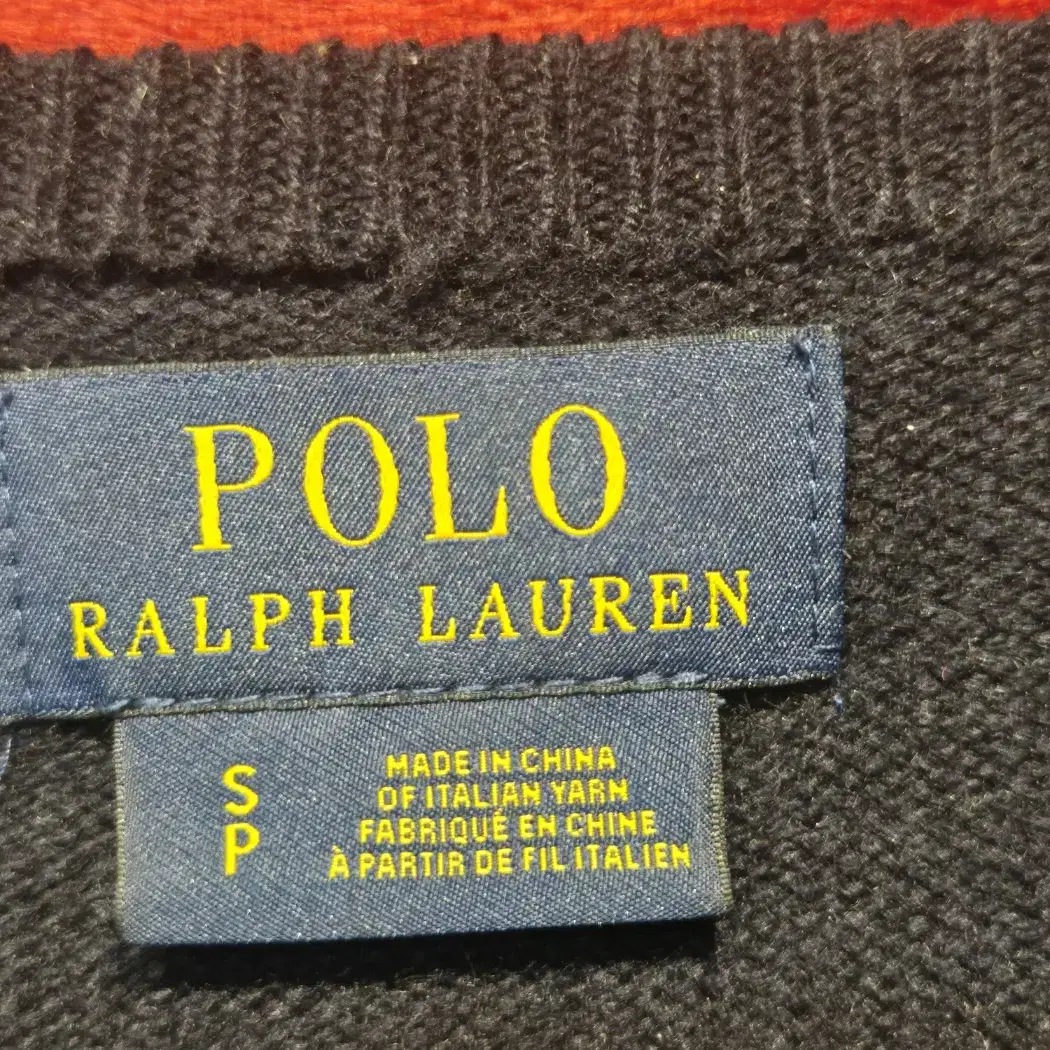 POLO
RALPH LAUREN
S
P
MADE IN CHINA
OF ITALIAN YARN
FABRIQUÉ EN CHINE
À PARTIR DE FIL ITALIEN